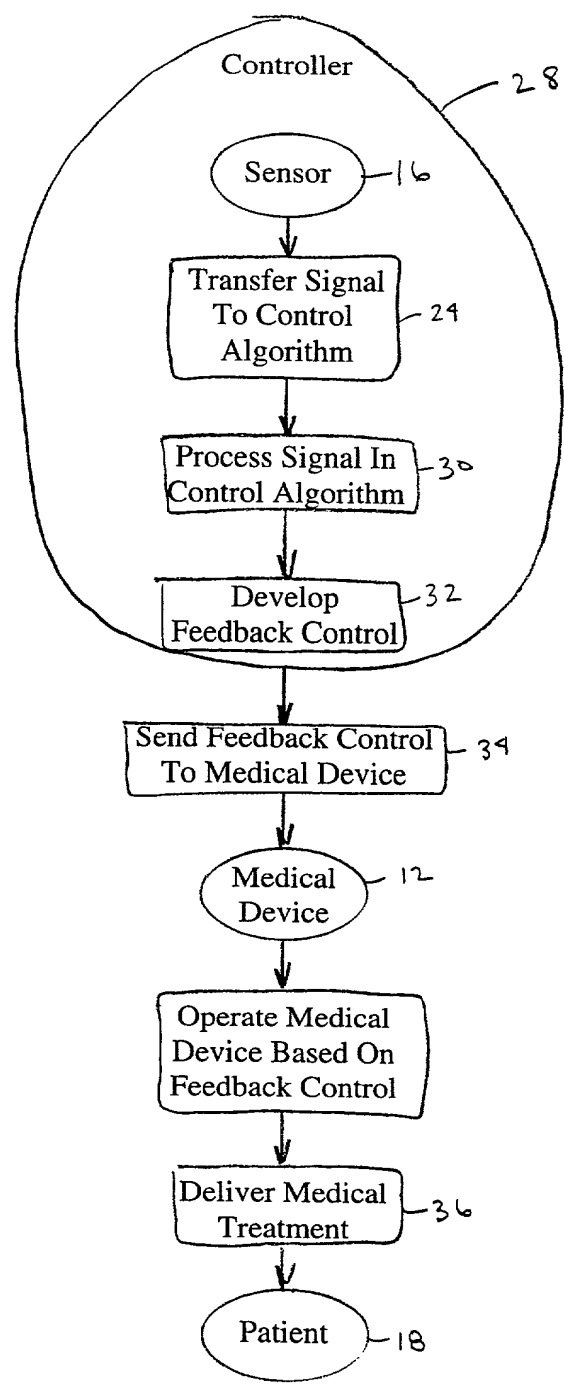 Controller
28
Sensor
16
Transfer Signal
To Control
Algorithm
24
Process Signal In
Control Algorithm
30
Develop
Feedback Control
32
Send Feedback Control
To Medical Device
34
Medical
Device
12
Operate Medical
Device Based On
Feedback Control
Deliver Medical
Treatment
36
Patient
18